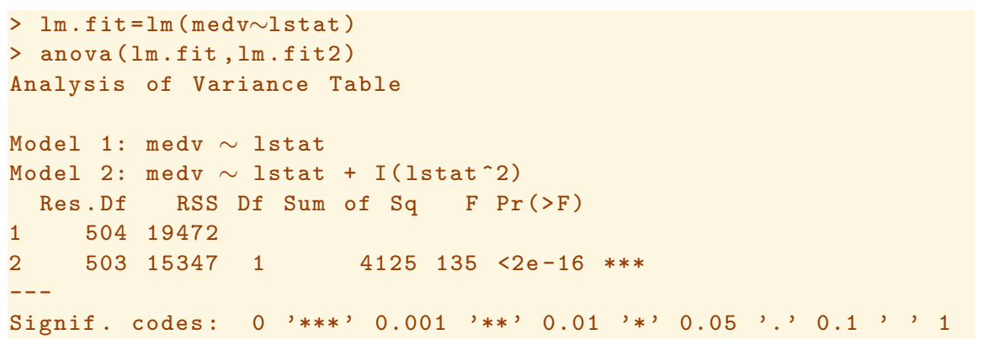 > lm.fit=lm(medv∼lstat)
> anova(lm.fit,lm.fit2)
Analysis of Variance Table

Model 1: medv ∼ lstat
Model 2: medv ∼ lstat + I(lstat^2)
  Res.Df   RSS Df Sum of Sq   F Pr(>F)
1    504 19472
2    503 15347  1      4125 135 <2e-16 ***
---
Signif. codes:  0 ’***’ 0.001 ’**’ 0.01 ’*’ 0.05 ’.’ 0.1 ’ ’ 1